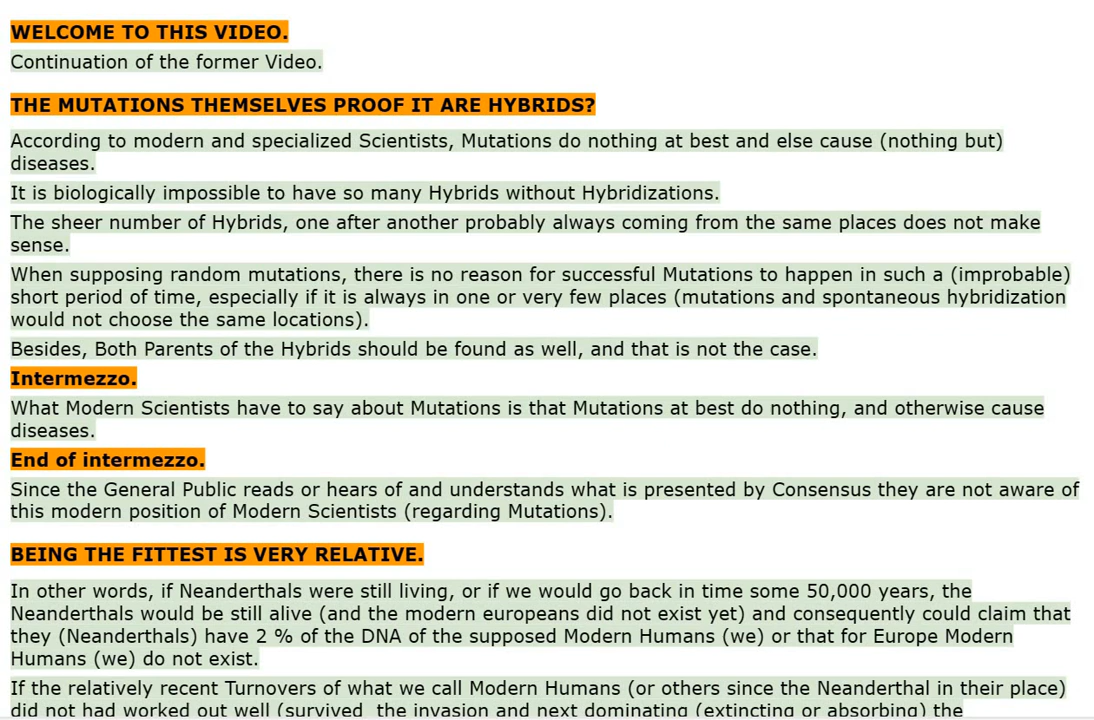 WELCOME TO THIS VIDEO.
Continuation of the former Video.
THE MUTATIONS THEMSELVES PROOF IT ARE HYBRIDS?
According to modern and specialized Scientists, Mutations do nothing at best and else cause (nothing but)
diseases.
It is biologically impossible to have so many Hybrids without Hybridizations.
The sheer number of Hybrids, one after another probably always coming from the same places does not make
sense.
When supposing random mutations, there is no reason for successful Mutations to happen in such a (improbable)
short period of time, especially if it is always in one or very few places (mutations and spontaneous hybridization
would not choose the same locations).
Besides, Both Parents of the Hybrids should be found as well, and that is not the case.
Intermezzo.
What Modern Scientists have to say about Mutations is that Mutations at best do nothing, and otherwise cause
diseases.
End of intermezzo.
Since the General Public reads or hears of and understands what is presented by Consensus they are not aware of
this modern position of Modern Scientists (regarding Mutations).
BEING THE FITTEST IS VERY RELATIVE.
In other words, if Neanderthals were still living, or if we would go back in time some 50,000 years, the
Neanderthals would be still alive (and the modern europeans did not exist yet) and consequently could claim that
they (Neanderthals) have 2 % of the DNA of the supposed Modern Humans (we) or that for Europe Modern
Humans (we) do not exist.
If the relatively recent Turnovers of what we call Modern Humans (or others since the Neanderthal in their place)
did not had worked out well (survived the invasion and next dominating (extincting or absorbing) the